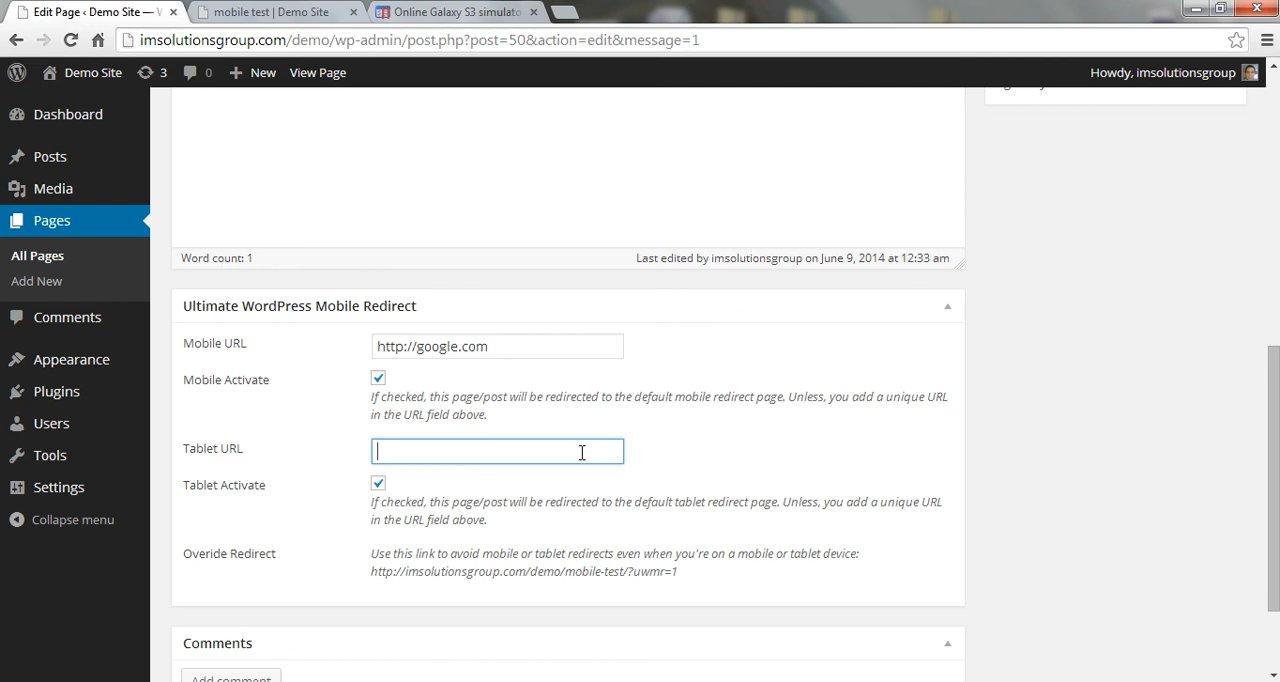 Edit Page ‹ Demo Site — W
mobile test | Demo Site
Online Galaxy S3 simulato
imsolutionsgroup.com/demo/wp-admin/post.php?post=50&action=edit&message=1
Demo Site
3
0
New
View Page
Howdy, imsolutionsgroup
Dashboard
Posts
Media
Pages
All Pages
Add New
Comments
Appearance
Plugins
Users
Tools
Settings
Collapse menu
Word count: 1
Last edited by imsolutionsgroup on June 9, 2014 at 12:33 am
Ultimate WordPress Mobile Redirect
Mobile URL
http://google.com
Mobile Activate
If checked, this page/post will be redirected to the default mobile redirect page. Unless, you add a unique URL
in the URL field above.
Tablet URL
Tablet Activate
If checked, this page/post will be redirected to the default tablet redirect page. Unless, you add a unique URL
in the URL field above.
Overide Redirect
Use this link to avoid mobile or tablet redirects even when you're on a mobile or tablet device:
http://imsolutionsgroup.com/demo/mobile-test/?uwmr=1
Comments
Add comment